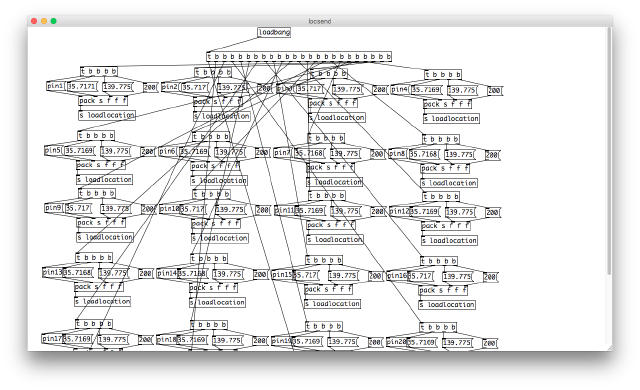 locsend
loadbang
t b b b b b b b b b b b b b b b b b b b b b
t b b b b
t b b b b
t b b b b
t b b b b
pin1 35.7171 139.775 200
pin2 35.717 139.775 200
35.717 139.775 200
pin4 35.7169 139.775 200
pack s f f f
pack s f f f
pack s f f f
pack s f f f
s loadlocation
s loadlocation
s loadlocation
s loadlocation
t b b b b
t b b b b
t b b b b
t b b b b
pin5 35.7169 139.775 200
pin6 35.7169 139.775 200
pin7 35.7168 139.775 200
pin8 35.7168 139.775 200
pack s f f f
pack s f f f
pack s f f f
pack s f f f
s loadlocation
s loadlocation
s loadlocation
s loadlocation
t b b b b
t b b b b
t b b b b
t b b b b
pin9 35.717 139.775 200
pin10 35.717 139.775 200
pin11 35.7169 139.775 200
pin12 35.7169 139.775 200
pack s f f f
pack s f f f
pack s f f f
pack s f f f
s loadlocation
s loadlocation
s loadlocation
s loadlocation
t b b b b
t b b b b
t b b b b
t b b b b
pin13 35.7168 139.775 200
pin14 35.7168 139.775 200
pin15 35.717 139.775 200
pin16 35.717 139.775 200
pack s f f f
pack s f f f
pack s f f f
pack s f f f
s loadlocation
s loadlocation
s loadlocation
s loadlocation
t b b b b
t b b b b
t b b b b
t b b b b
pin17 35.7169 139.775 200
pin18 35.7169 139.775 200
pin19 35.7169 139.775 200
pin20 35.7169 139.775 200